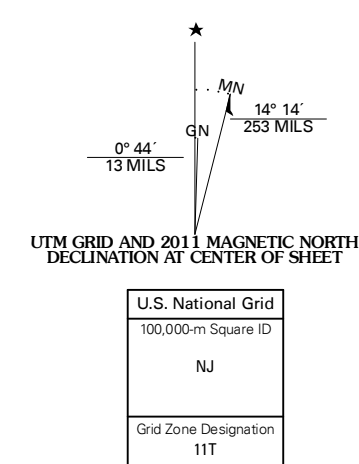 MN
GN
14° 14´
253 MILS
0° 44´
13 MILS
UTM GRID AND 2011 MAGNETIC NORTH
DECLINATION AT CENTER OF SHEET
U.S. National Grid
100,000-m Square ID
NJ
Grid Zone Designation
11T